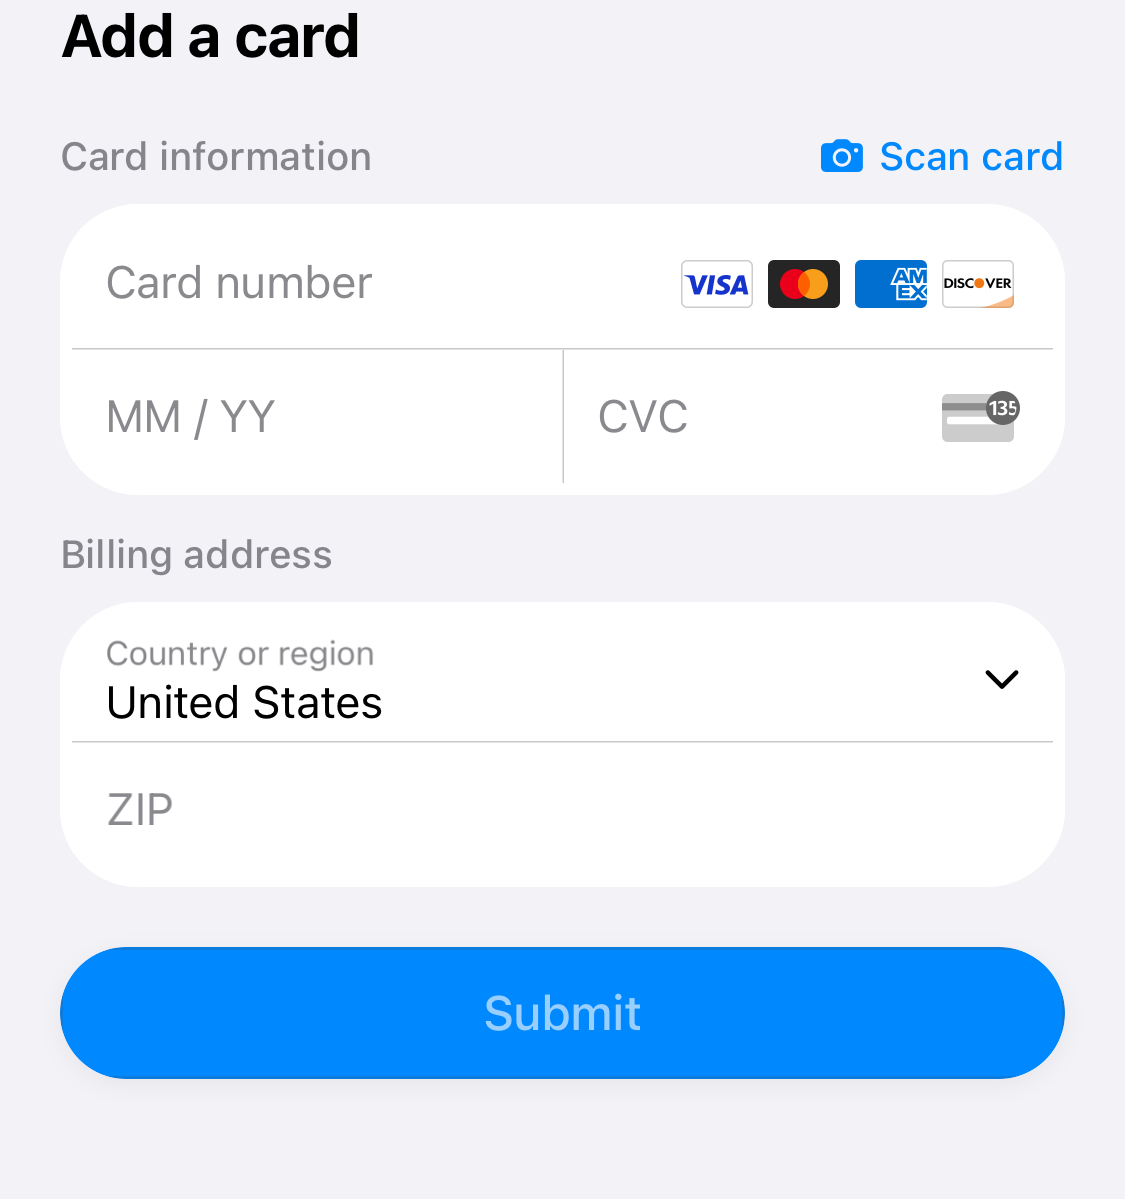 Add a card
Card information
Scan card
Card number
VISA
AM
EX
DISCOVER
MM / YY
CVC
135
Billing address
Country or region
United States
ZIP
Submit